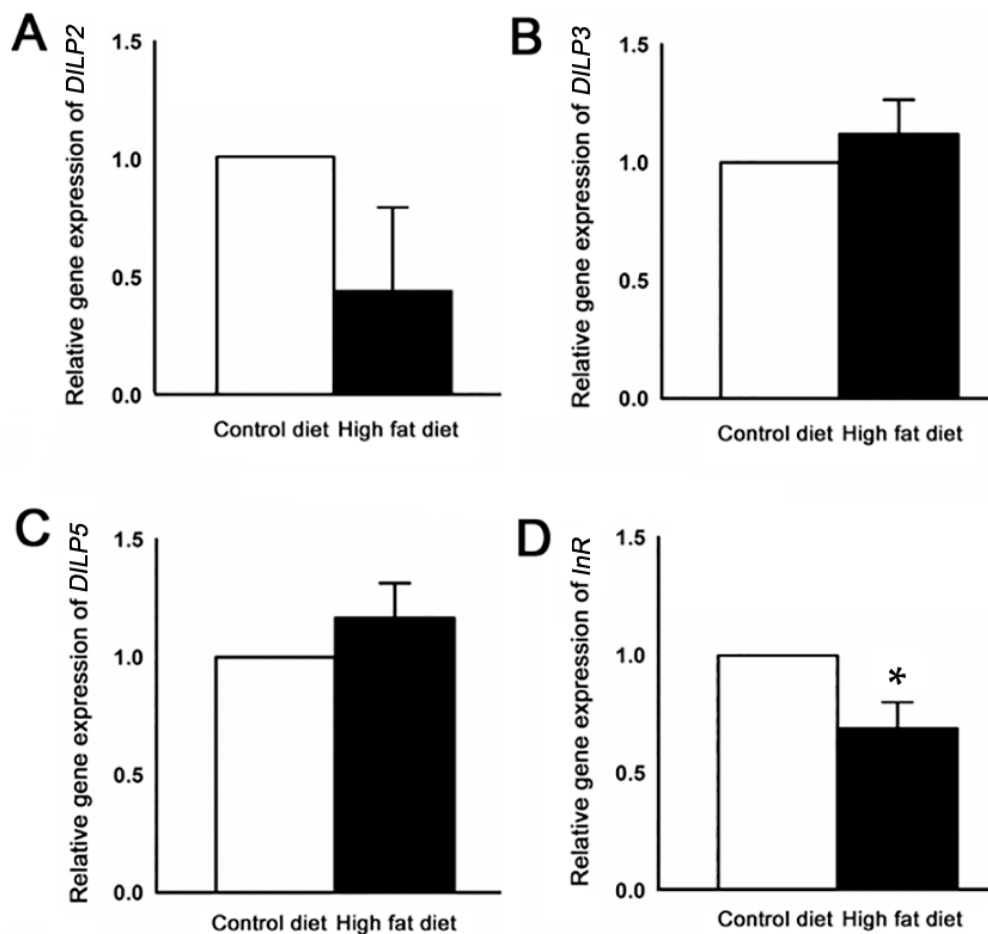 A
Relative gene expression of DILP2
1.5
1.0
0.5
0.0
Control diet High fat diet
B
Relative gene expression of DILP3
1.5
1.0
0.5
0.0
Control diet High fat diet
C
Relative gene expression of DILP5
1.5
1.0
0.5
0.0
Control diet High fat diet
D
Relative gene expression of InR
1.5
1.0
0.5
0.0
*
Control diet High fat diet